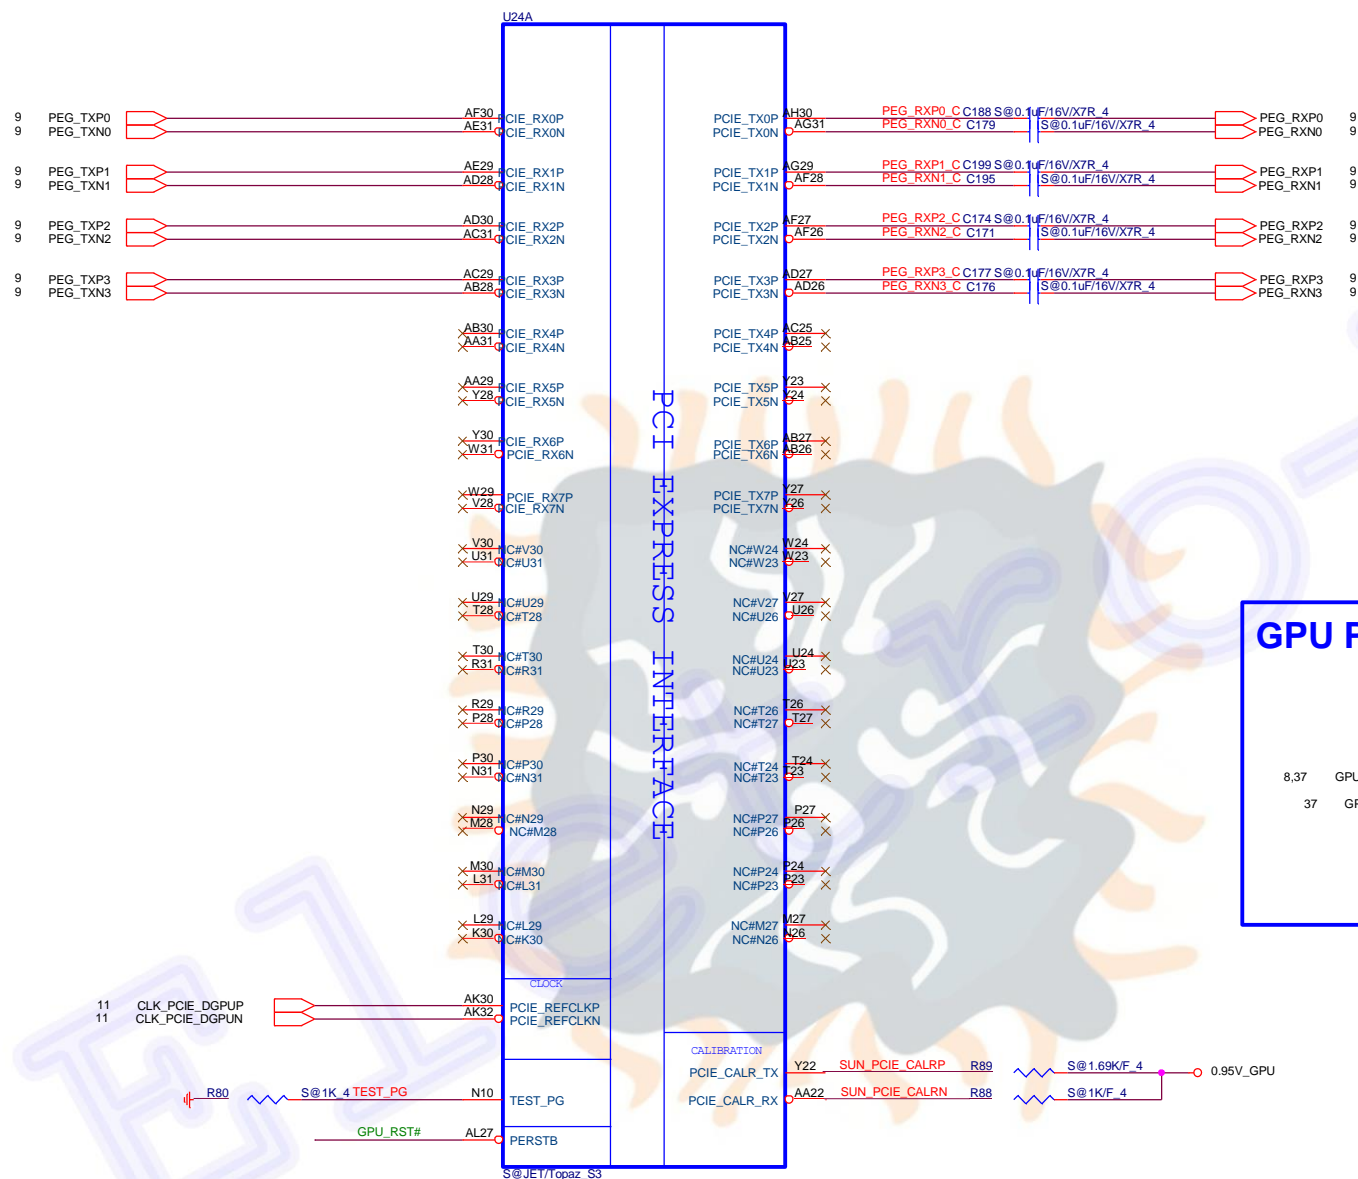 U24A
9 PEG_TXP0 AF30 PCIE_RX0P PCIE_TX0P AH30 PEG_RXP0_C C188 S@0.1uF/16V/X7R_4 PEG_RXP0 9
9 PEG_TXN0 AE31 PCIE_RX0N PCIE_TX0N AG31 PEG_RXN0_C C179 S@0.1uF/16V/X7R_4 PEG_RXN0 9
9 PEG_TXP1 AE29 PCIE_RX1P PCIE_TX1P AG29 PEG_RXP1_C C199 S@0.1uF/16V/X7R_4 PEG_RXP1 9
9 PEG_TXN1 AD28 PCIE_RX1N PCIE_TX1N AF28 PEG_RXN1_C C195 S@0.1uF/16V/X7R_4 PEG_RXN1 9
9 PEG_TXP2 AD30 PCIE_RX2P PCIE_TX2P AF27 PEG_RXP2_C C174 S@0.1uF/16V/X7R_4 PEG_RXP2 9
9 PEG_TXN2 AC31 PCIE_RX2N PCIE_TX2N AF26 PEG_RXN2_C C171 S@0.1uF/16V/X7R_4 PEG_RXN2 9
9 PEG_TXP3 AC29 PCIE_RX3P PCIE_TX3P AD27 PEG_RXP3_C C177 S@0.1uF/16V/X7R_4 PEG_RXP3 9
9 PEG_TXN3 AB28 PCIE_RX3N PCIE_TX3N AD26 PEG_RXN3_C C176 S@0.1uF/16V/X7R_4 PEG_RXN3 9
AB30 PCIE_RX4P PCIE_TX4P AC25
AA31 PCIE_RX4N PCIE_TX4N AB25
AA29 PCIE_RX5P PCIE_TX5P Y23
Y28 PCIE_RX5N PCIE_TX5N Y24
PCI EXPRESS INTERFACE
Y30 PCIE_RX6P PCIE_TX6P AB27
W31 PCIE_RX6N PCIE_TX6N AB26
W29 PCIE_RX7P PCIE_TX7P Y27
V28 PCIE_RX7N PCIE_TX7N Y26
V30 NC#V30 NC#W24 W24
U31 NC#U31 NC#W23 W23
U29 NC#U29 NC#V27 V27
T28 NC#T28 NC#U26 U26
GPU
T30 NC#T30 NC#U24 U24
R31 NC#R31 NC#U23 U23
R29 NC#R29 NC#T26 T26
P28 NC#P28 NC#T27 T27
P30 NC#P30 NC#T24 T24
N31 NC#N31 NC#T23 T23
8,37 GPU
37
N29 NC#N29 NC#P27 P27
M28 NC#M28 NC#P26 P26
M30 NC#M30 NC#P24 P24
L31 NC#L31 NC#P23 P23
L29 NC#L29 NC#M27 M27
K30 NC#K30 NC#N26 N26
CLOCK
11 CLK_PCIE_DGPUP AK30 PCIE_REFCLKP
11 CLK_PCIE_DGPUN AK32 PCIE_REFCLKN
CALIBRATION
PCIE_CALR_TX Y22 SUN_PCIE_CALRP R89 S@1.69K/F_4 0.95V_GPU
R80 S@1K_4 TEST_PG N10 TEST_PG PCIE_CALR_RX AA22 SUN_PCIE_CALRN R88 S@1K/F_4
GPU_RST# AL27 PERSTB
S@JET/Topaz_S3